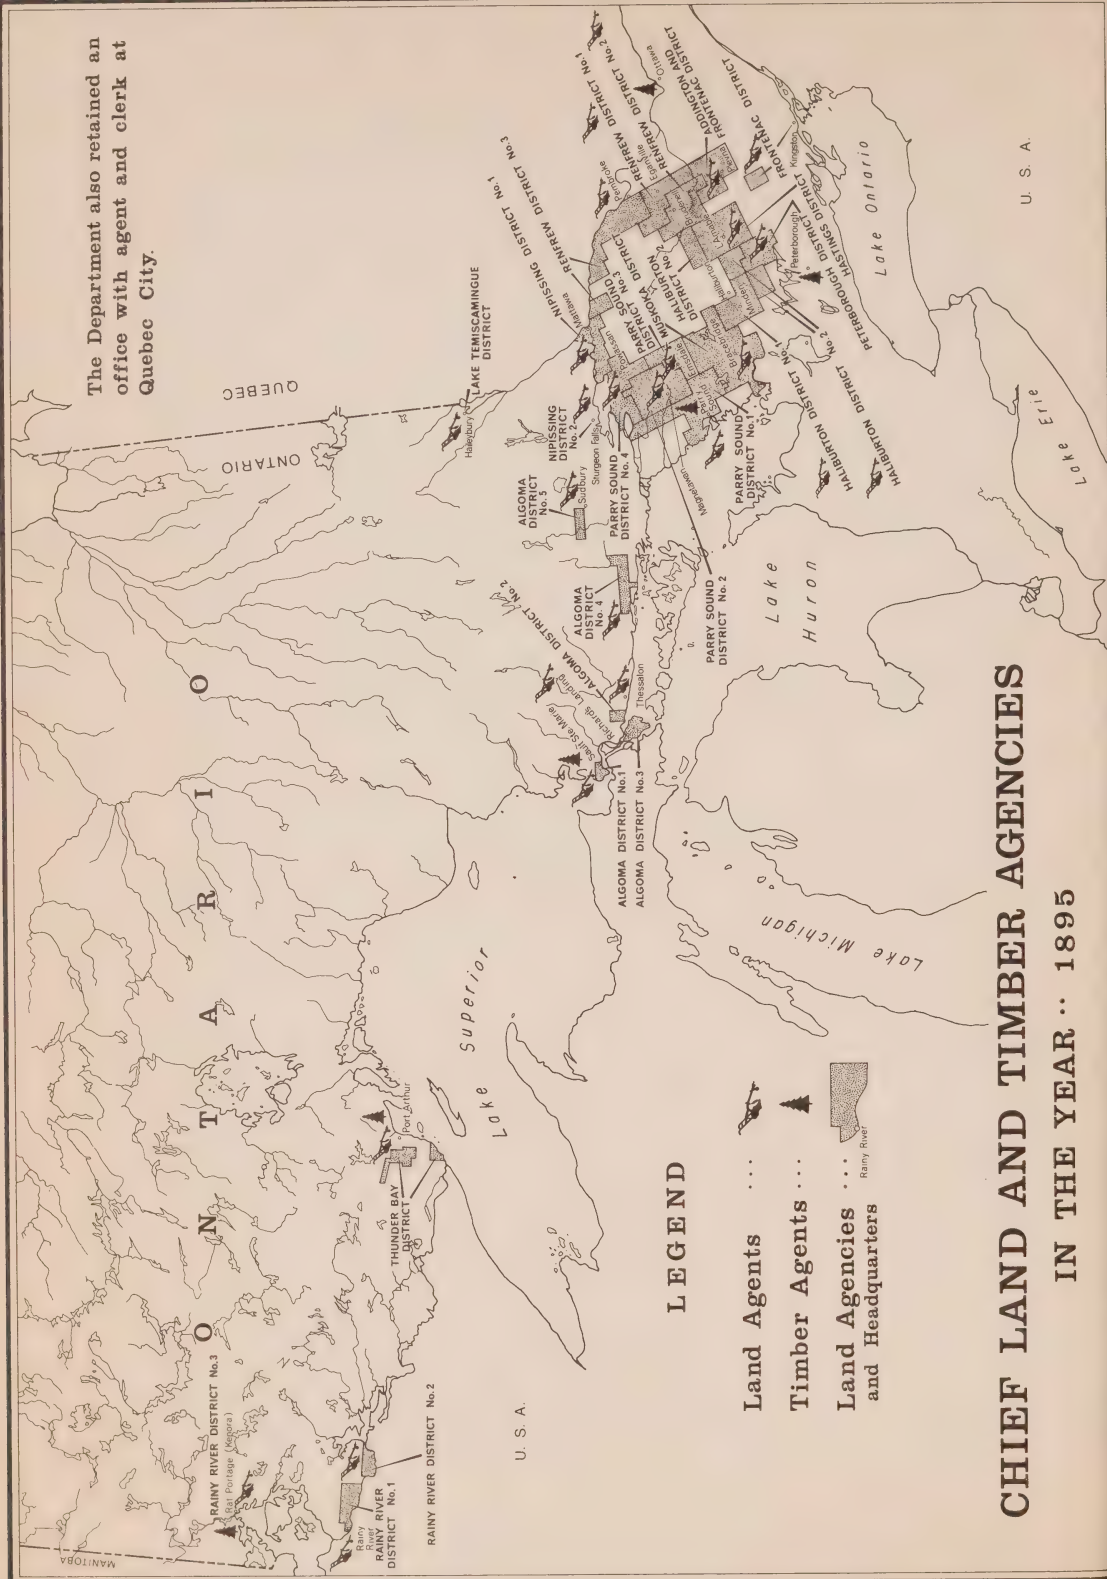 The Department also retained an
office with agent and clerk at
Quebec City.
MANITOBA
ONTARIO
QUEBEC
O N T A R I O
RAINY RIVER DISTRICT No.3
Rat Portage (Kenora)
Rainy
River
RAINY RIVER
DISTRICT No.1
RAINY RIVER DISTRICT No.2
THUNDER BAY
DISTRICT
Port Arthur
Lake Superior
U. S. A.
Lake Michigan
ALGOMA DISTRICT No.1
ALGOMA DISTRICT No.3
Sault Ste Marie
Richards Landing
ALGOMA DISTRICT No.2
Thessalon
ALGOMA
DISTRICT
No.4
ALGOMA
DISTRICT
No.5
Sudbury
Sturgeon Falls
NIPISSING
DISTRICT
No.2
PARRY SOUND
DISTRICT No.4
PARRY SOUND
DISTRICT No.2
Magnetawan
PARRY SOUND
DISTRICT No.1
Parry
Sound
LAKE TEMISCAMINGUE
DISTRICT
Haileybury
NIPISSING DISTRICT No.1
Mattawa
RENFREW DISTRICT No.3
Powassan
PARRY SOUND
DISTRICT No.3
Emsdale
MUSKOKA DISTRICT
Bracebridge
HALIBURTON
DISTRICT No.2
Haliburton
Minden
HALIBURTON DISTRICT No.1
HALIBURTON DISTRICT No.2
PETERBOROUGH DISTRICT
HASTINGS DISTRICT
Peterborough
Pembroke
RENFREW DISTRICT No.1
Eganville
RENFREW DISTRICT No.2
Ottawa
ADDINGTON AND
FRONTENAC DISTRICT
FRONTENAC DISTRICT
L'Amable
Kingston
Lake Ontario
U. S. A.
Lake Erie
Lake
Huron
LEGEND
Land Agents ...
Timber Agents ...
Land Agencies ...
and Headquarters
Rainy River
CHIEF LAND AND TIMBER AGENCIES
IN THE YEAR ·· 1895